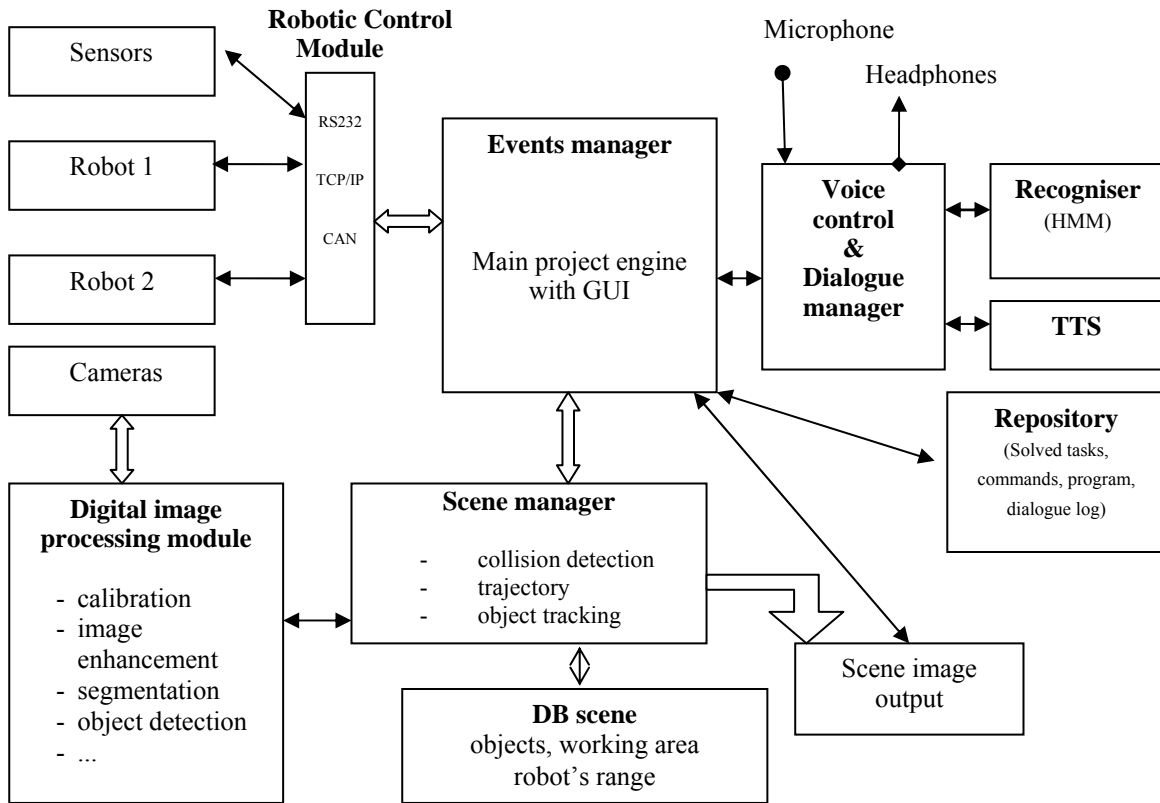 Sensors
Robotic Control
Module
Microphone
Headphones
RS232
TCP/IP
CAN
Robot 1
Robot 2
Cameras
Events manager
Main project engine
with GUI
Voice
control
&
Dialogue
manager
Recogniser
(HMM)
TTS
Repository
(Solved tasks,
commands, program,
dialogue log)
Digital image
processing module
- calibration
- image
enhancement
- segmentation
- object detection
- ...
Scene manager
- collision detection
- trajectory
- object tracking
Scene image
output
DB scene
objects, working area
robot’s range